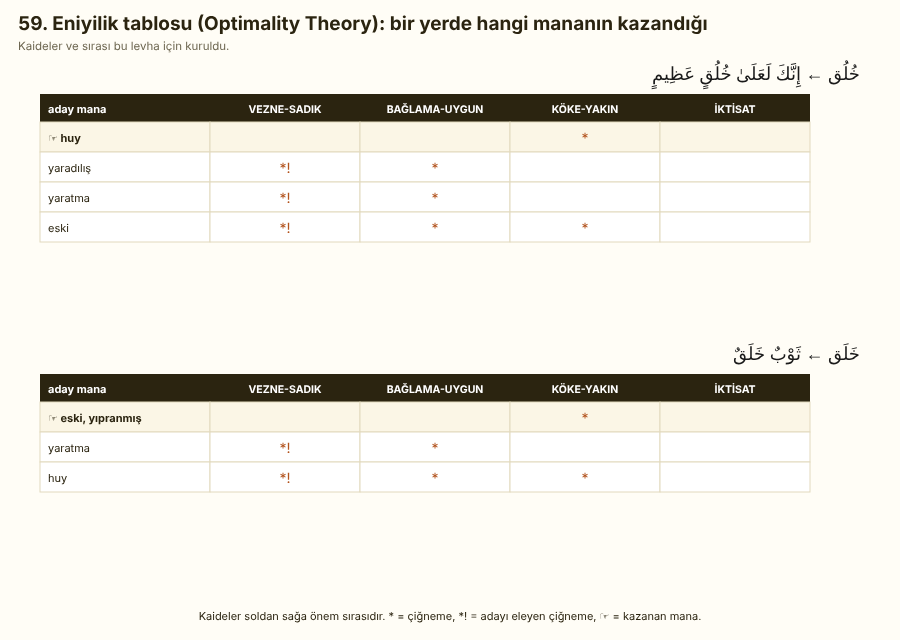 59. Eniyilik tablosu (Optimality Theory): bir yerde hangi mananın kazandığı
Kaideler ve sırası bu levha için kuruldu.
خُلُق ← إِنَّكَ لَعَلَىٰ خُلُقٍ عَظِيمٍ
aday mana VEZNE-SADIK BAĞLAMA-UYGUN KÖKE-YAKIN İKTİSAT
☞ huy *
yaradılış *! *
yaratma *! *
eski *! * *
خَلَق ← ثَوْبٌ خَلَقٌ
aday mana VEZNE-SADIK BAĞLAMA-UYGUN KÖKE-YAKIN İKTİSAT
☞ eski, yıpranmış *
yaratma *! *
huy *! * *
Kaideler soldan sağa önem sırasıdır. * = çiğneme, *! = adayı eleyen çiğneme, ☞ = kazanan mana.